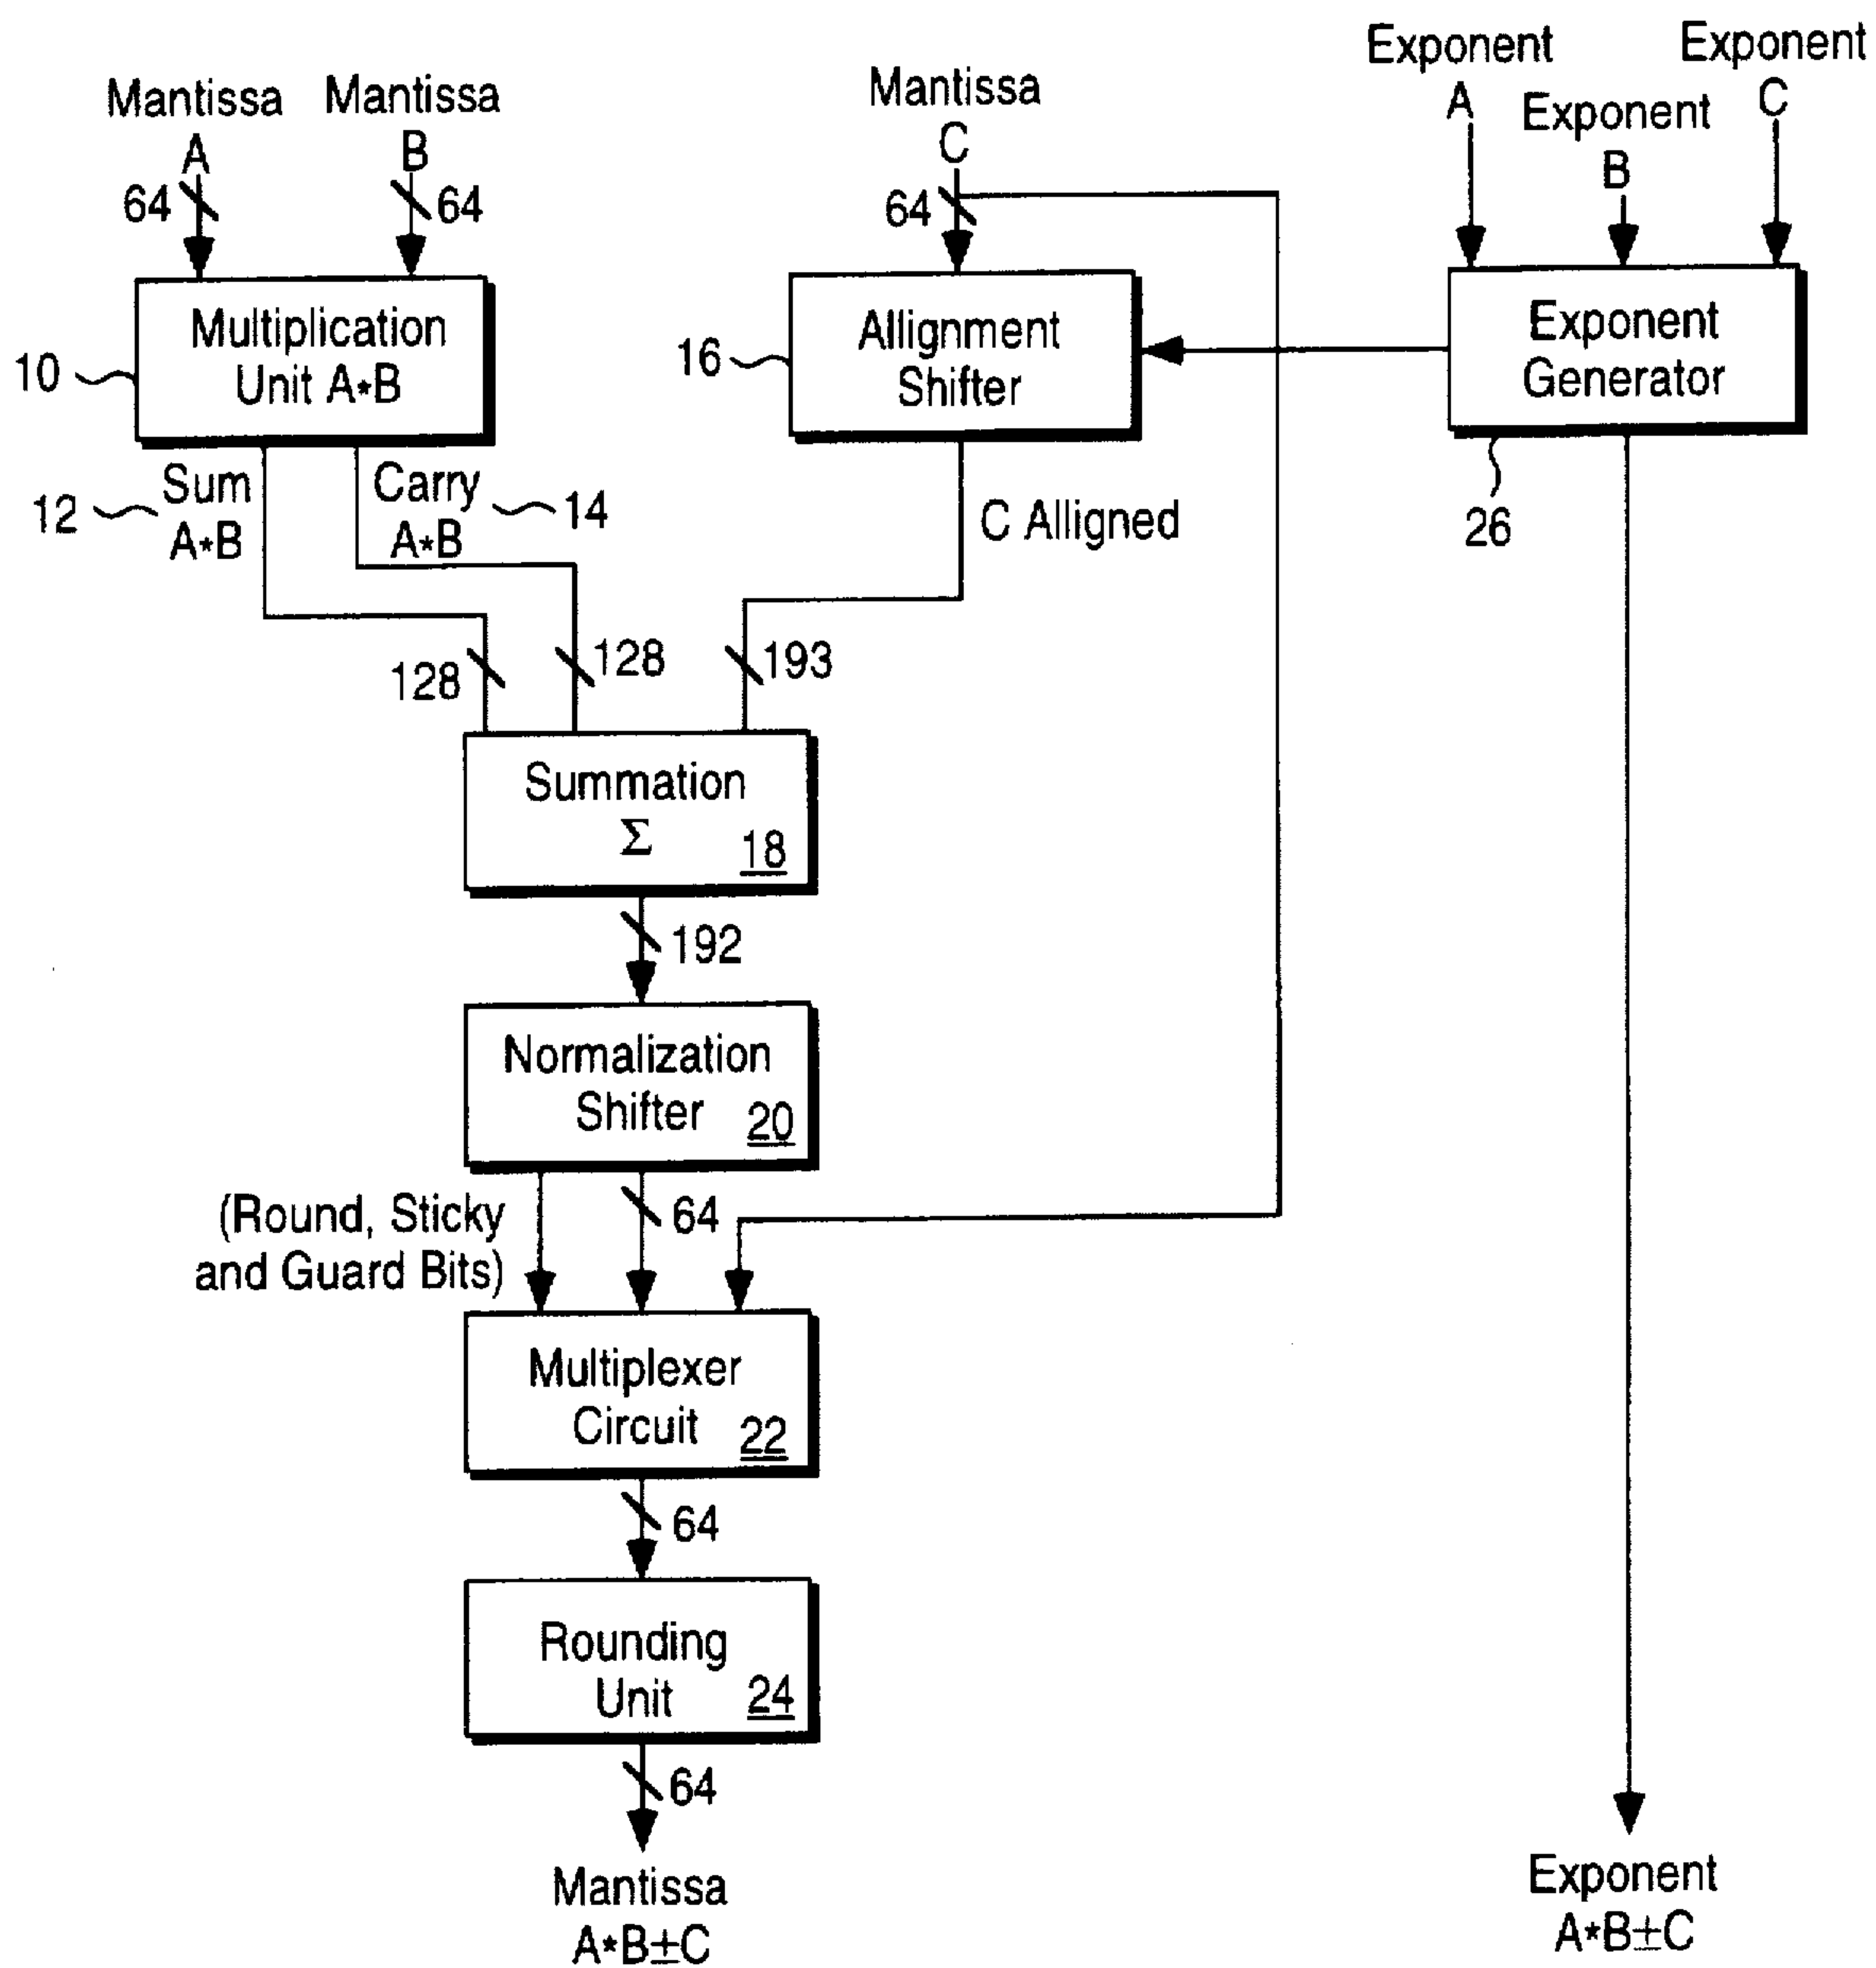 Mantissa
A
Mantissa
B
Mantissa
C
Exponent
A
Exponent
B
Exponent
C
64
64
64
Multiplication
Unit A*B
10
Allignment
Shifter
16
Exponent
Generator
26
12
Sum
A*B
Carry
A*B
14
C Alligned
128
128
193
Summation
Σ
18
192
Normalization
Shifter
20
(Round, Sticky
and Guard Bits)
64
Multiplexer
Circuit
22
64
Rounding
Unit
24
64
Mantissa
A*B±C
Exponent
A*B±C